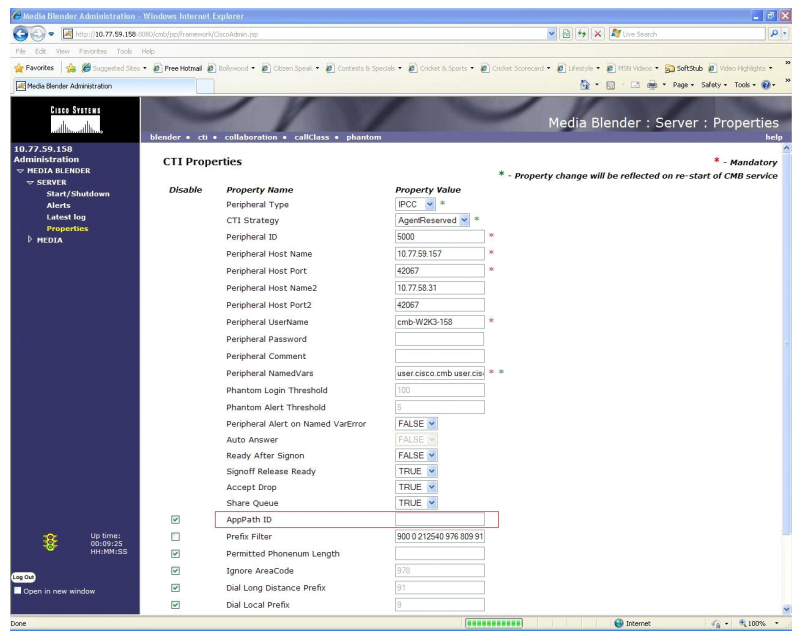 Media Blender Administration - Windows Internet Explorer
http://10.77.59.158:8080/cmb/jsp/framework/CiscoAdmin.jsp
Live Search
File Edit View Favorites Tools Help
Favorites Suggested Sites Free Hotmail Bollywood Citizen Speak Contests & Specials Cricket & Sports Cricket Scorecard Lifestyle MSN Videos SoftStub Video Highlights
Media Blender Administration
Page Safety Tools
CISCO SYSTEMS
Media Blender : Server : Properties
blender • cti • collaboration • callClass • phantom
help
10.77.59.158
Administration
MEDIA BLENDER
SERVER
Start/Shutdown
Alerts
Latest log
Properties
MEDIA
CTI Properties
* - Mandatory
* - Property change will be reflected on re-start of CMB service
Disable Property Name Property Value
Peripheral Type IPCC *
CTI Strategy AgentReserved *
Peripheral ID 5000 *
Peripheral Host Name 10.77.59.157 *
Peripheral Host Port 42067 *
Peripheral Host Name2 10.77.58.31
Peripheral Host Port2 42067
Peripheral UserName cmb-W2K3-158 *
Peripheral Password
Peripheral Comment
Peripheral NamedVars user.cisco.cmb user.cis * *
Phantom Login Threshold 100
Phantom Alert Threshold 5
Peripheral Alert on Named VarError FALSE
Auto Answer FALSE
Ready After Signon FALSE
Signoff Release Ready TRUE
Accept Drop TRUE
Share Queue TRUE
AppPath ID
Prefix Filter 900 0 212540 976 809 91
Permitted Phonenum Length
Ignore AreaCode 978
Dial Long Distance Prefix 91
Dial Local Prefix 9
Up time:
00:09:25
HH:MM:SS
Log Out
Open in new window
Done
Internet
100%